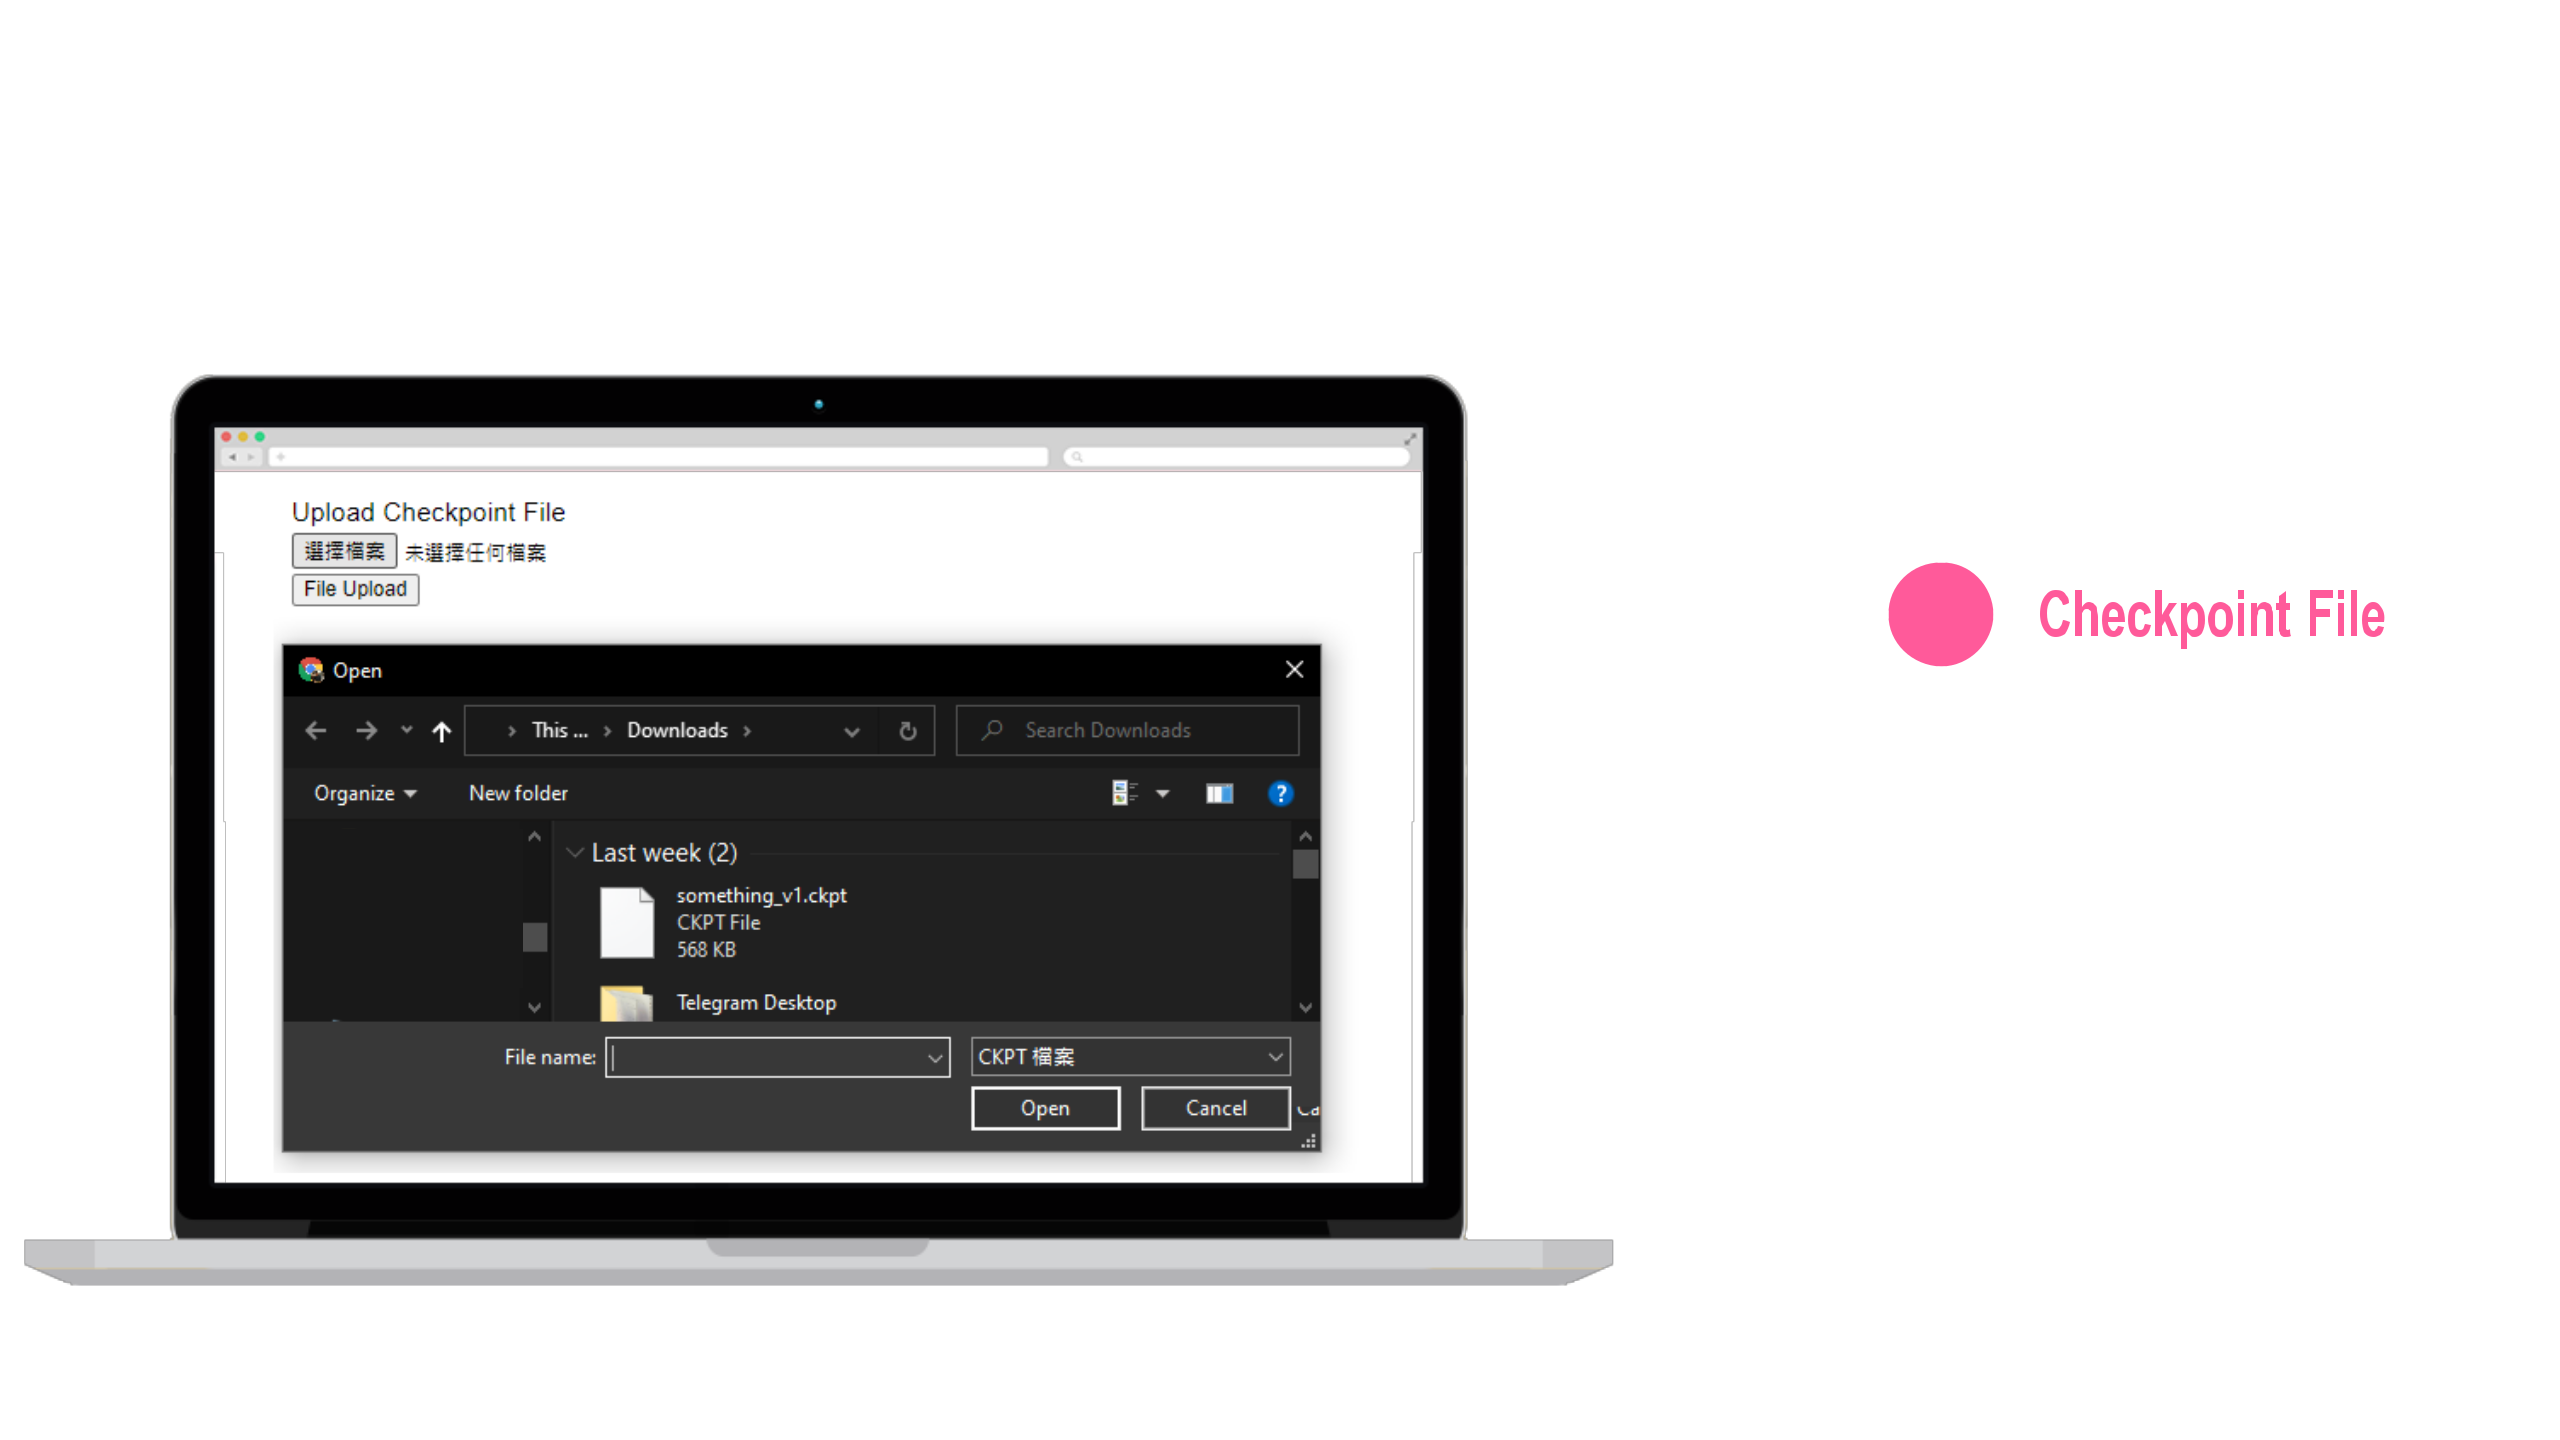 Upload Checkpoint File
選擇檔案 未選擇任何檔案
File Upload
Checkpoint File
Open
This ... Downloads
Search Downloads
Organize New folder
Last week (2)
something_v1.ckpt
CKPT File
568 KB
Telegram Desktop
File name: CKPT 檔案
Open Cancel